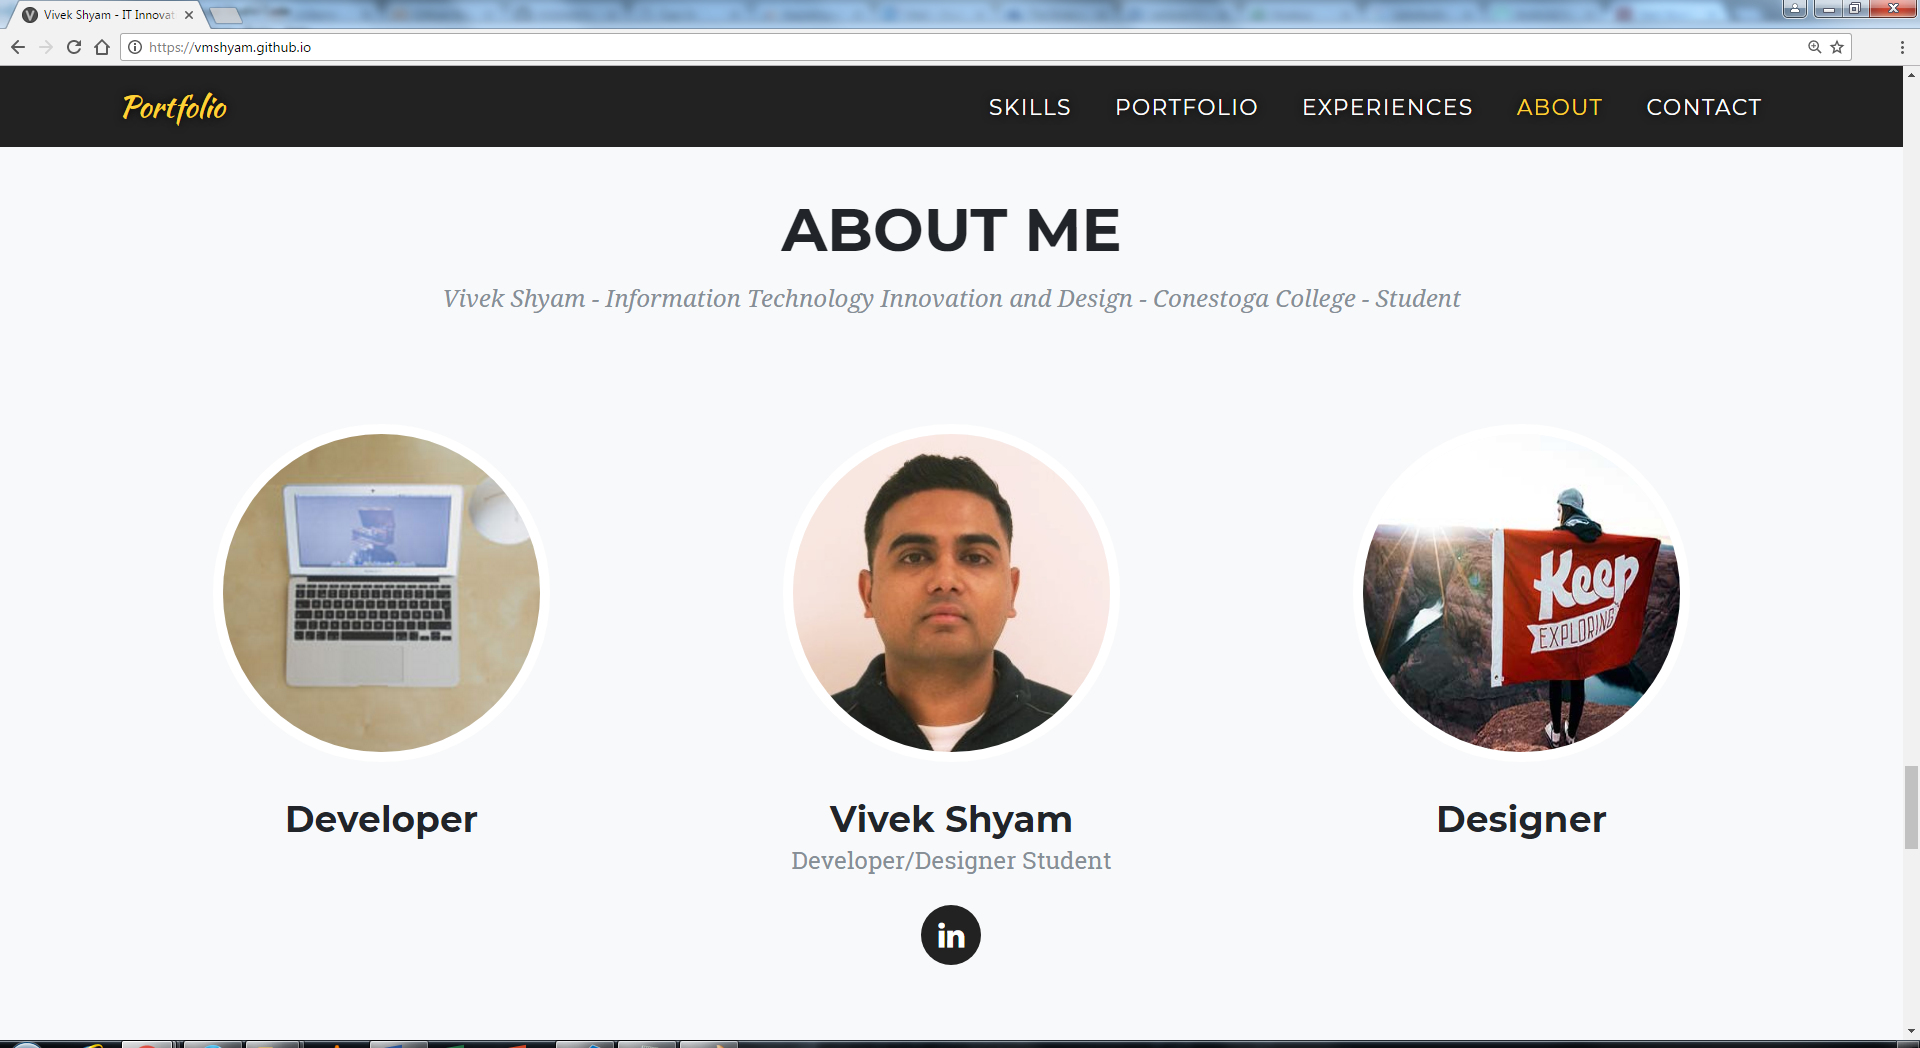 Vivek Shyam - IT Innovat
https://vmshyam.github.io
Portfolio
SKILLS
PORTFOLIO
EXPERIENCES
ABOUT
CONTACT
ABOUT ME
Vivek Shyam - Information Technology Innovation and Design - Conestoga College - Student
Keep
EXPLORING
Developer
Vivek Shyam
Designer
Developer/Designer Student
in